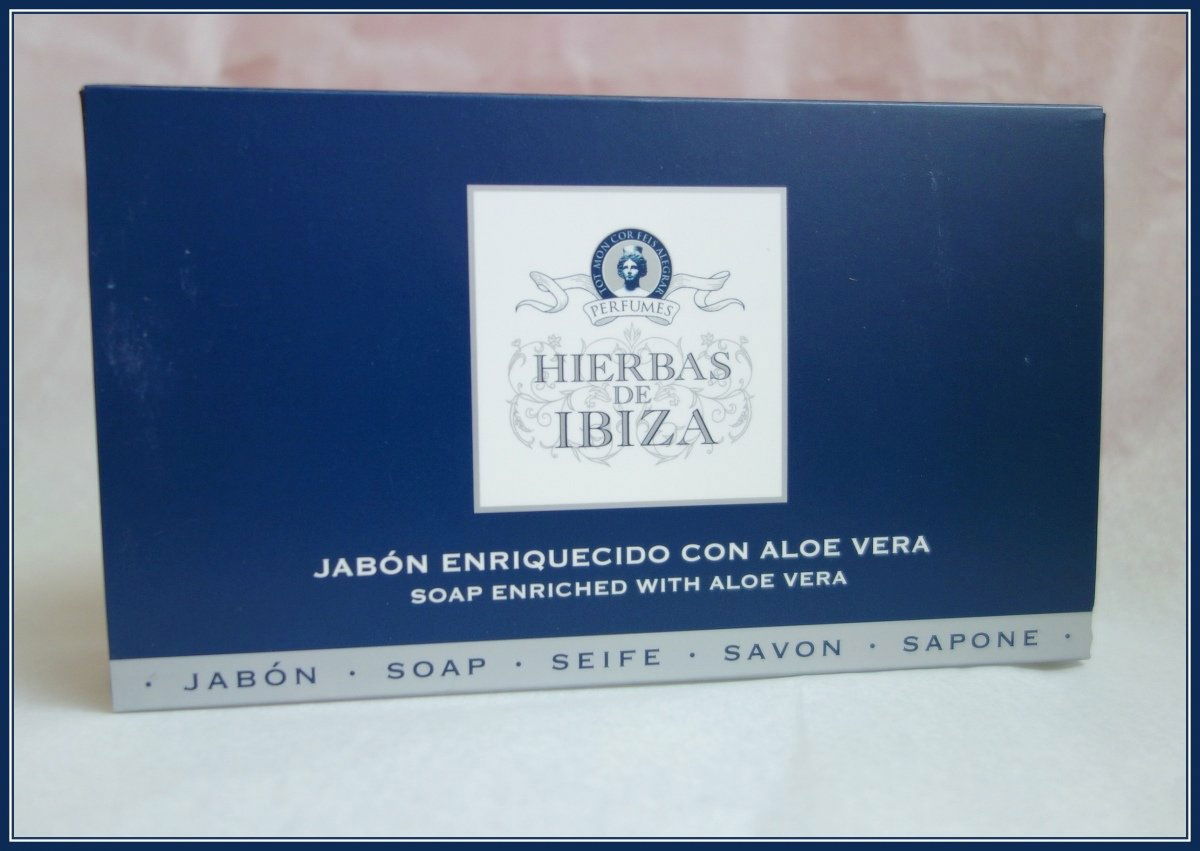 TOT MON COR FEIS ALEGRAR
PERFUMES
HIERBAS
DE
IBIZA
JABÓN ENRIQUECIDO CON ALOE VERA
SOAP ENRICHED WITH ALOE VERA
· JABÓN · SOAP · SEIFE · SAVON · SAPONE ·